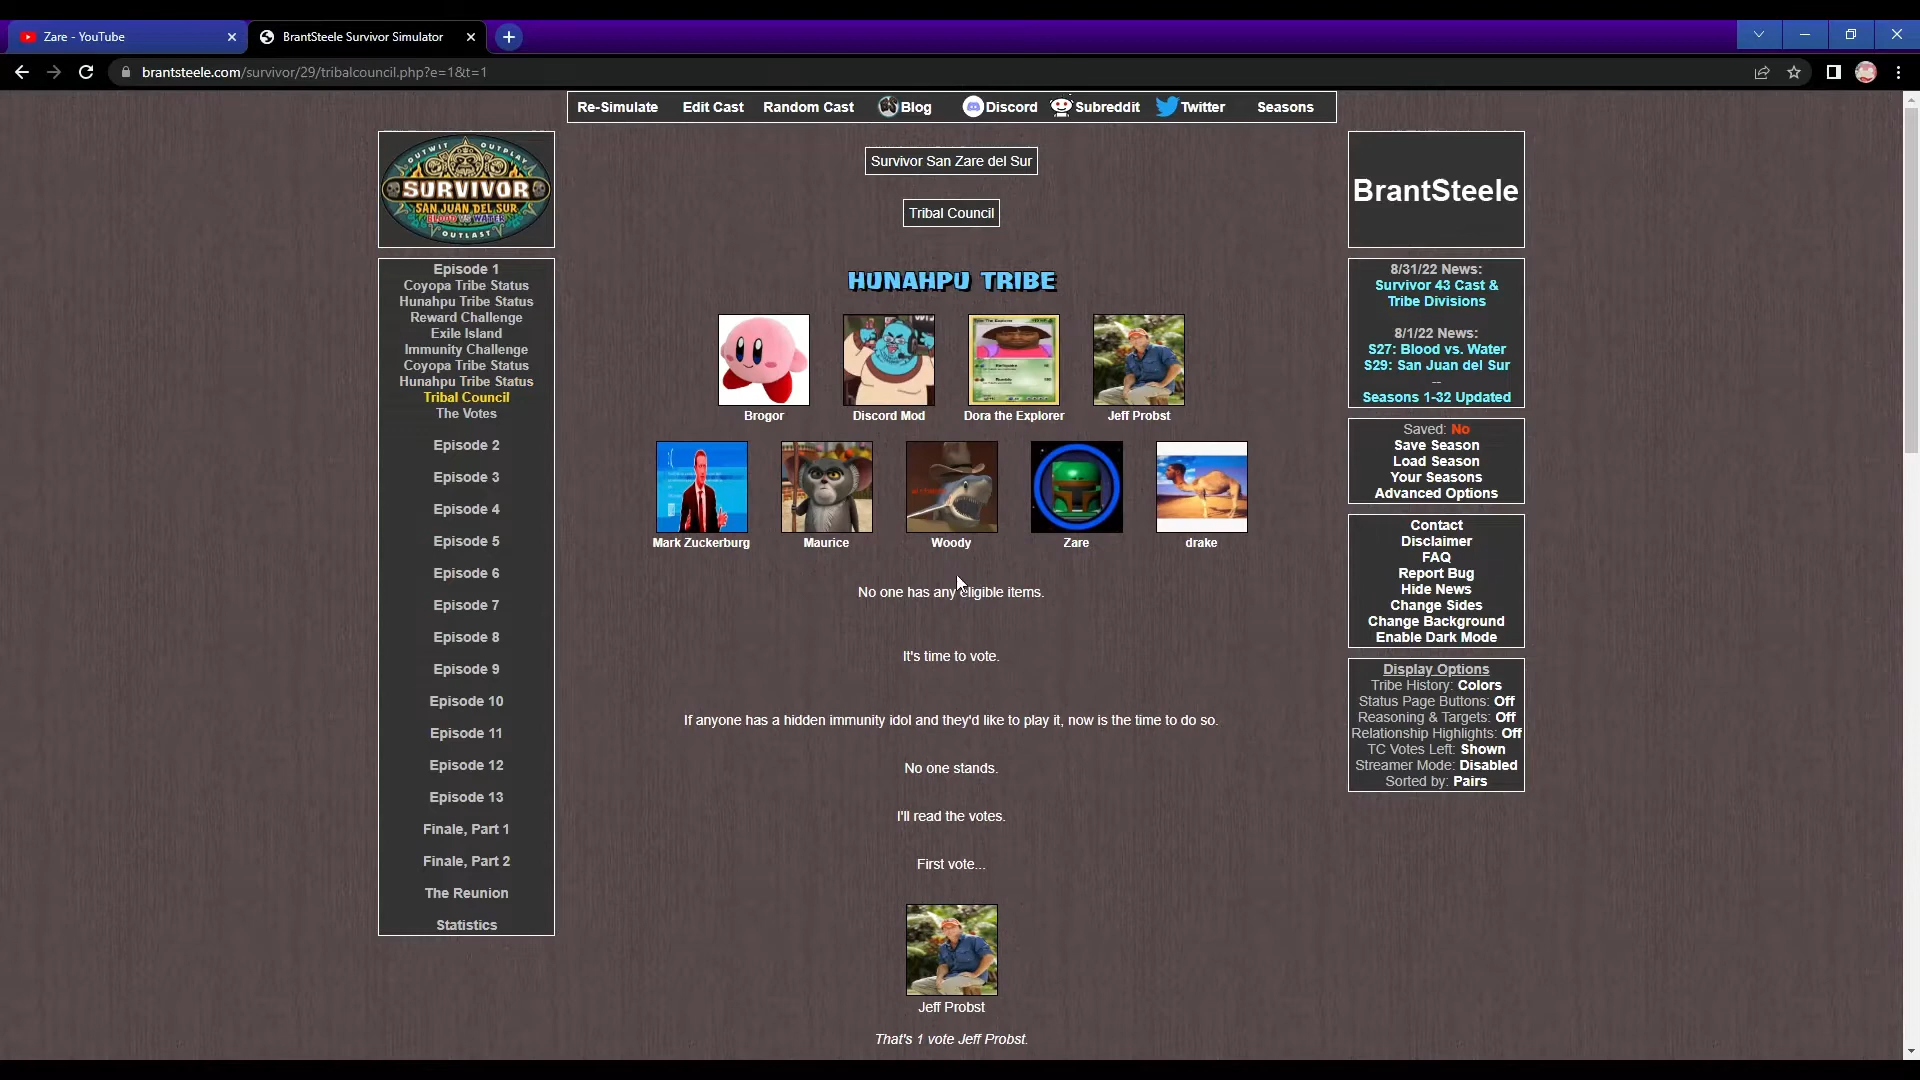 Zare - YouTube
BrantSteele Survivor Simulator
brantsteele.com/survivor/29/tribalcouncil.php?e=1&t=1
Re-Simulate
Edit Cast
Random Cast
Blog
Discord
Subreddit
Twitter
Seasons
OUTWIT OUTPLAY
SURVIVOR
SAN JUAN DEL SUR
BLOOD VS WATER
OUTLAST
Episode 1
Coyopa Tribe Status
Hunahpu Tribe Status
Reward Challenge
Exile Island
Immunity Challenge
Coyopa Tribe Status
Hunahpu Tribe Status
Tribal Council
The Votes
Episode 2
Episode 3
Episode 4
Episode 5
Episode 6
Episode 7
Episode 8
Episode 9
Episode 10
Episode 11
Episode 12
Episode 13
Finale, Part 1
Finale, Part 2
The Reunion
Statistics
Survivor San Zare del Sur
Tribal Council
HUNAHPU TRIBE
Brogor
Discord Mod
Dora the Explorer
Jeff Probst
Mark Zuckerburg
Maurice
Woody
Zare
drake
No one has any eligible items.
It's time to vote.
If anyone has a hidden immunity idol and they'd like to play it, now is the time to do so.
No one stands.
I'll read the votes.
First vote...
Jeff Probst
That's 1 vote Jeff Probst.
BrantSteele
8/31/22 News:
Survivor 43 Cast &
Tribe Divisions
8/1/22 News:
S27: Blood vs. Water
S29: San Juan del Sur
--
Seasons 1-32 Updated
Saved: No
Save Season
Load Season
Your Seasons
Advanced Options
Contact
Disclaimer
FAQ
Report Bug
Hide News
Change Sides
Change Background
Enable Dark Mode
Display Options
Tribe History: Colors
Status Page Buttons: Off
Reasoning & Targets: Off
Relationship Highlights: Off
TC Votes Left: Shown
Streamer Mode: Disabled
Sorted by: Pairs